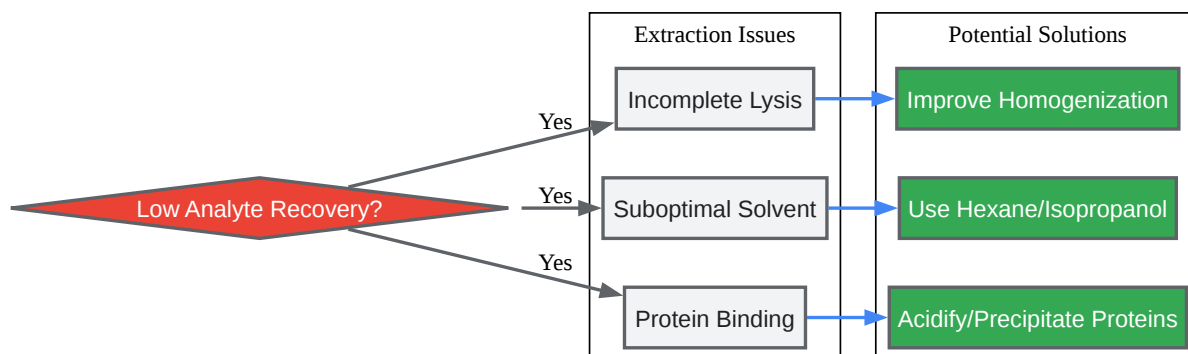 Extraction Issues
Potential Solutions
Yes
Incomplete Lysis
Improve Homogenization
Low Analyte Recovery?
Yes
Suboptimal Solvent
Use Hexane/Isopropanol
Yes
Protein Binding
Acidify/Precipitate Proteins